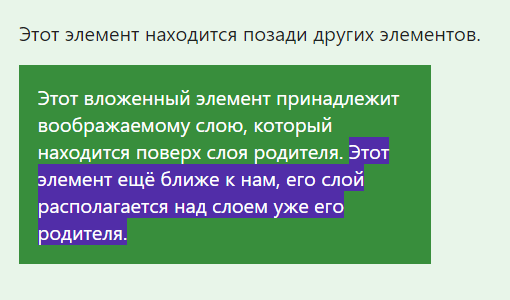 Этот элемент находится позади других элементов.
Этот вложенный элемент принадлежит
воображаемому слою, который
находится поверх слоя родителя. Этот
элемент ещё ближе к нам, его слой
располагается над слоем уже его
родителя.